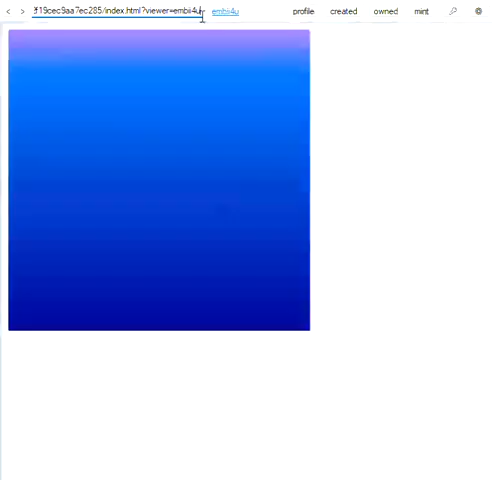 < > f19cec9aa7ec285/index.html?viewer=embii4u embii4u profile created owned mint